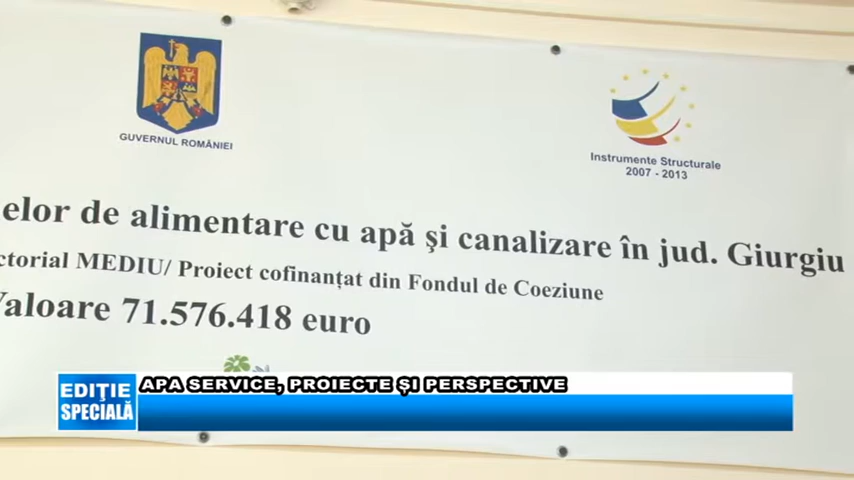 GUVERNUL ROMÂNIEI
Instrumente Structurale
2007 - 2013
elor de alimentare cu apă şi canalizare în jud. Giurgiu
ctorial MEDIU/ Proiect cofinanţat din Fondul de Coeziune
Valoare 71.576.418 euro
EDIŢIE
SPECIALĂ
APA SERVICE, PROIECTE ȘI PERSPECTIVE